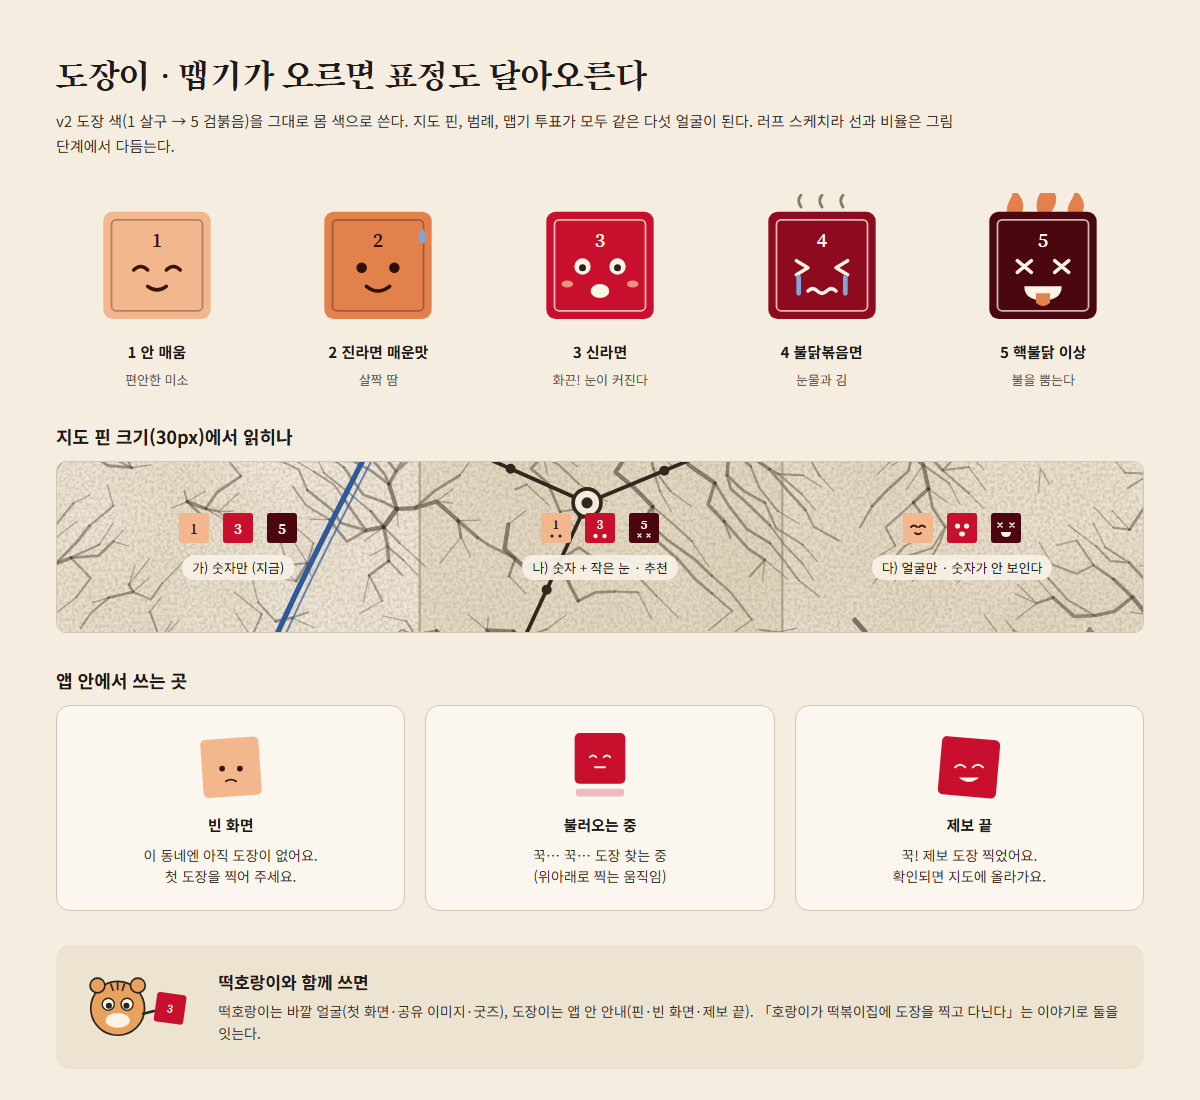 도장이 · 맵기가 오르면 표정도 달아오른다
v2 도장 색(1 살구 → 5 검붉음)을 그대로 몸 색으로 쓴다. 지도 핀, 범례, 맵기 투표가 모두 같은 다섯 얼굴이 된다. 러프 스케치라 선과 비율은 그림
단계에서 다듬는다.
1
2
3
4
5
1 안 매움
2 진라면 매운맛
3 신라면
4 불닭볶음면
5 핵불닭 이상
편안한 미소
살짝 땀
화끈! 눈이 커진다
눈물과 김
불을 뿜는다
지도 핀 크기(30px)에서 읽히나
1 3 5
1 3 5
가) 숫자만 (지금)
나) 숫자 + 작은 눈 · 추천
다) 얼굴만 · 숫자가 안 보인다
앱 안에서 쓰는 곳
빈 화면
이 동네엔 아직 도장이 없어요.
첫 도장을 찍어 주세요.
불러오는 중
꾹… 꾹… 도장 찾는 중
(위아래로 찍는 움직임)
제보 끝
꾹! 제보 도장 찍었어요.
확인되면 지도에 올라가요.
3
떡호랑이와 함께 쓰면
떡호랑이는 바깥 얼굴(첫 화면·공유 이미지·굿즈), 도장이는 앱 안 안내(핀·빈 화면·제보 끝). 「호랑이가 떡볶이집에 도장을 찍고 다닌다」는 이야기로 둘을
잇는다.